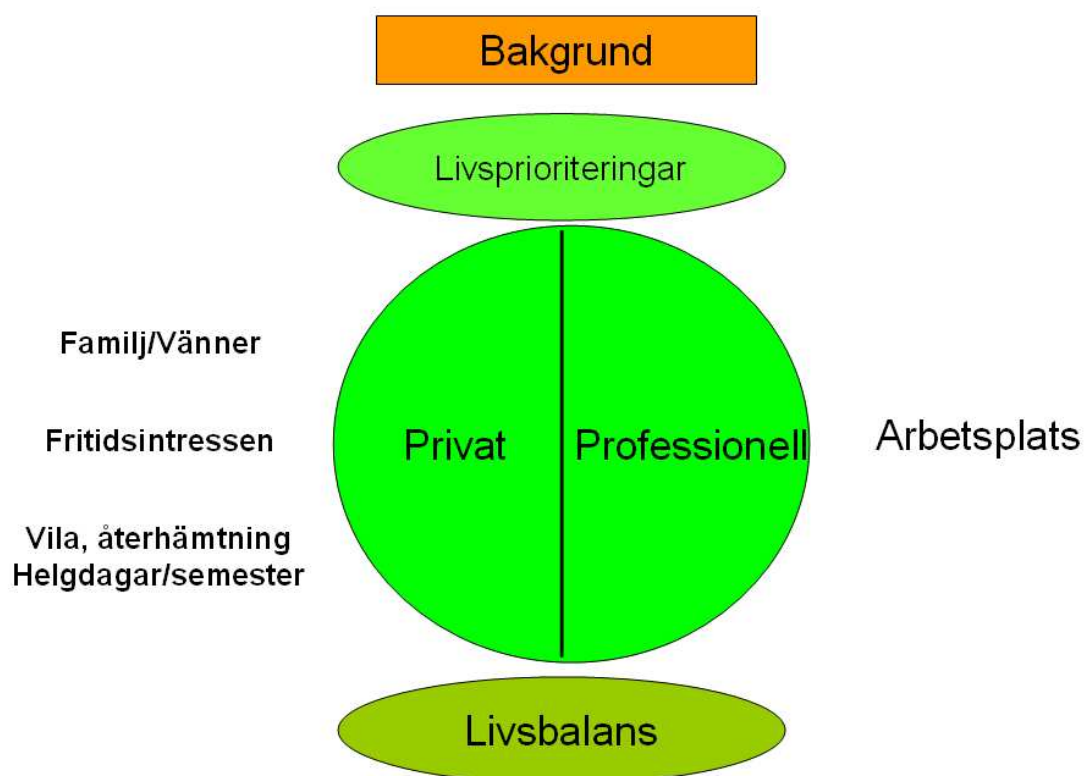 Bakgrund
Livsprioriteringar
Familj/Vänner
Fritidsintressen
Vila, återhämtning
Helgdagar/semester
Privat
Professionell
Arbetsplats
Livsbalans